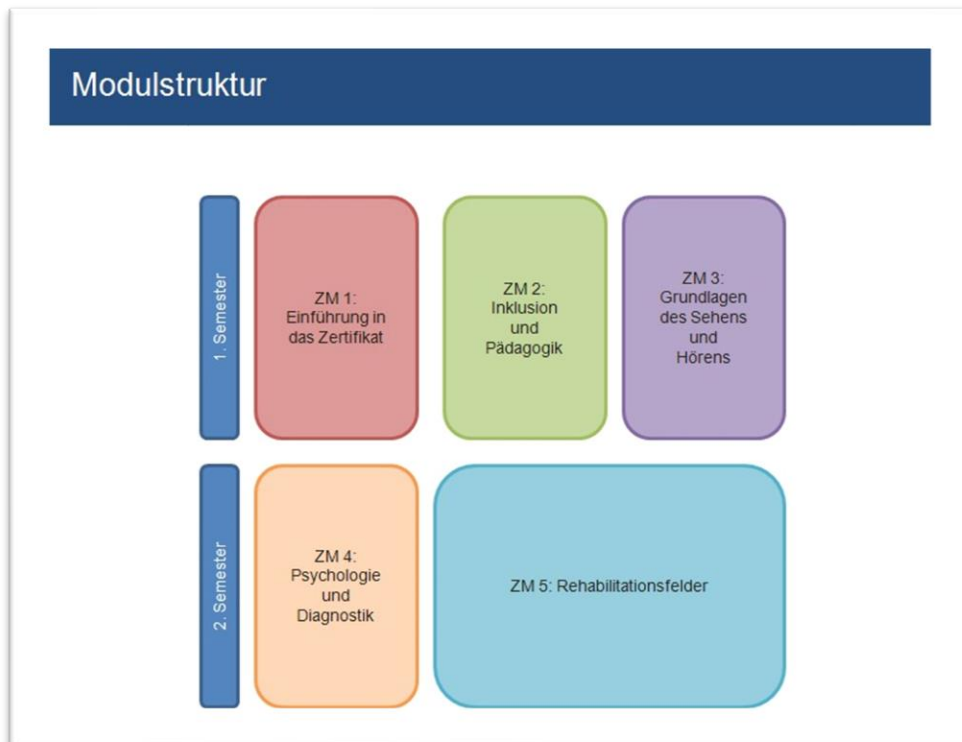 Modulstruktur
1. Semester
ZM 1:
Einführung in
das Zertifikat
ZM 2:
Inklusion
und
Pädagogik
ZM 3:
Grundlagen
des Sehens
und
Hörens
2. Semester
ZM 4:
Psychologie
und
Diagnostik
ZM 5: Rehabilitationsfelder